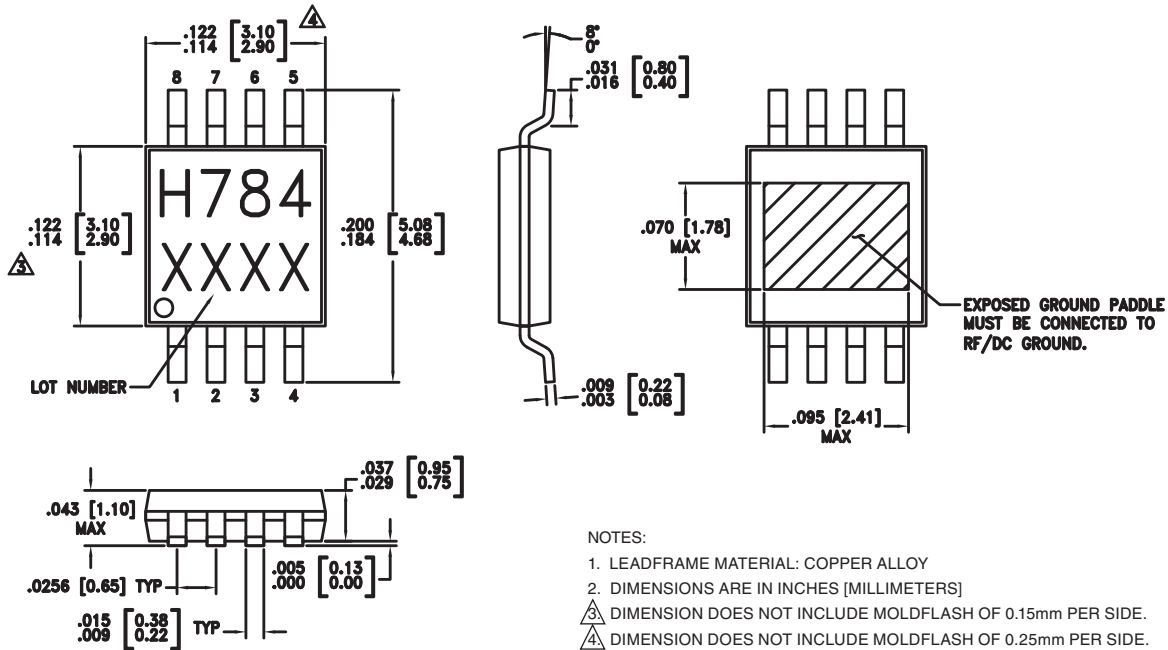 .122 [3.10]
.114 [2.90]
4
8 7 6 5
H784
XXXX
.122 [3.10]
.114 [2.90]
3
.200 [5.08]
.184 [4.68]
LOT NUMBER
1 2 3 4
8°
0°
.031 [0.80]
.016 [0.40]
.009 [0.22]
.003 [0.08]
.070 [1.78]
MAX
EXPOSED GROUND PADDLE
MUST BE CONNECTED TO
RF/DC GROUND.
.095 [2.41]
MAX
.037 [0.95]
.029 [0.75]
.043 [1.10]
MAX
.0256 [0.65] TYP
.005 [0.13]
.000 [0.00]
.015 [0.38]
.009 [0.22] TYP
NOTES:
1. LEADFRAME MATERIAL: COPPER ALLOY
2. DIMENSIONS ARE IN INCHES [MILLIMETERS]
3. DIMENSION DOES NOT INCLUDE MOLDFLASH OF 0.15mm PER SIDE.
4. DIMENSION DOES NOT INCLUDE MOLDFLASH OF 0.25mm PER SIDE.